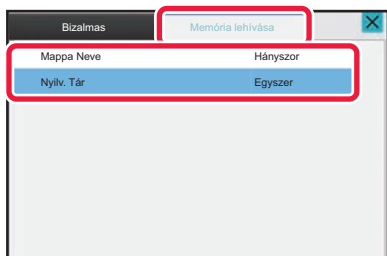 Bizalmas Memória lehívása
Mappa Neve Hányszor
Nyilv. Tár Egyszer